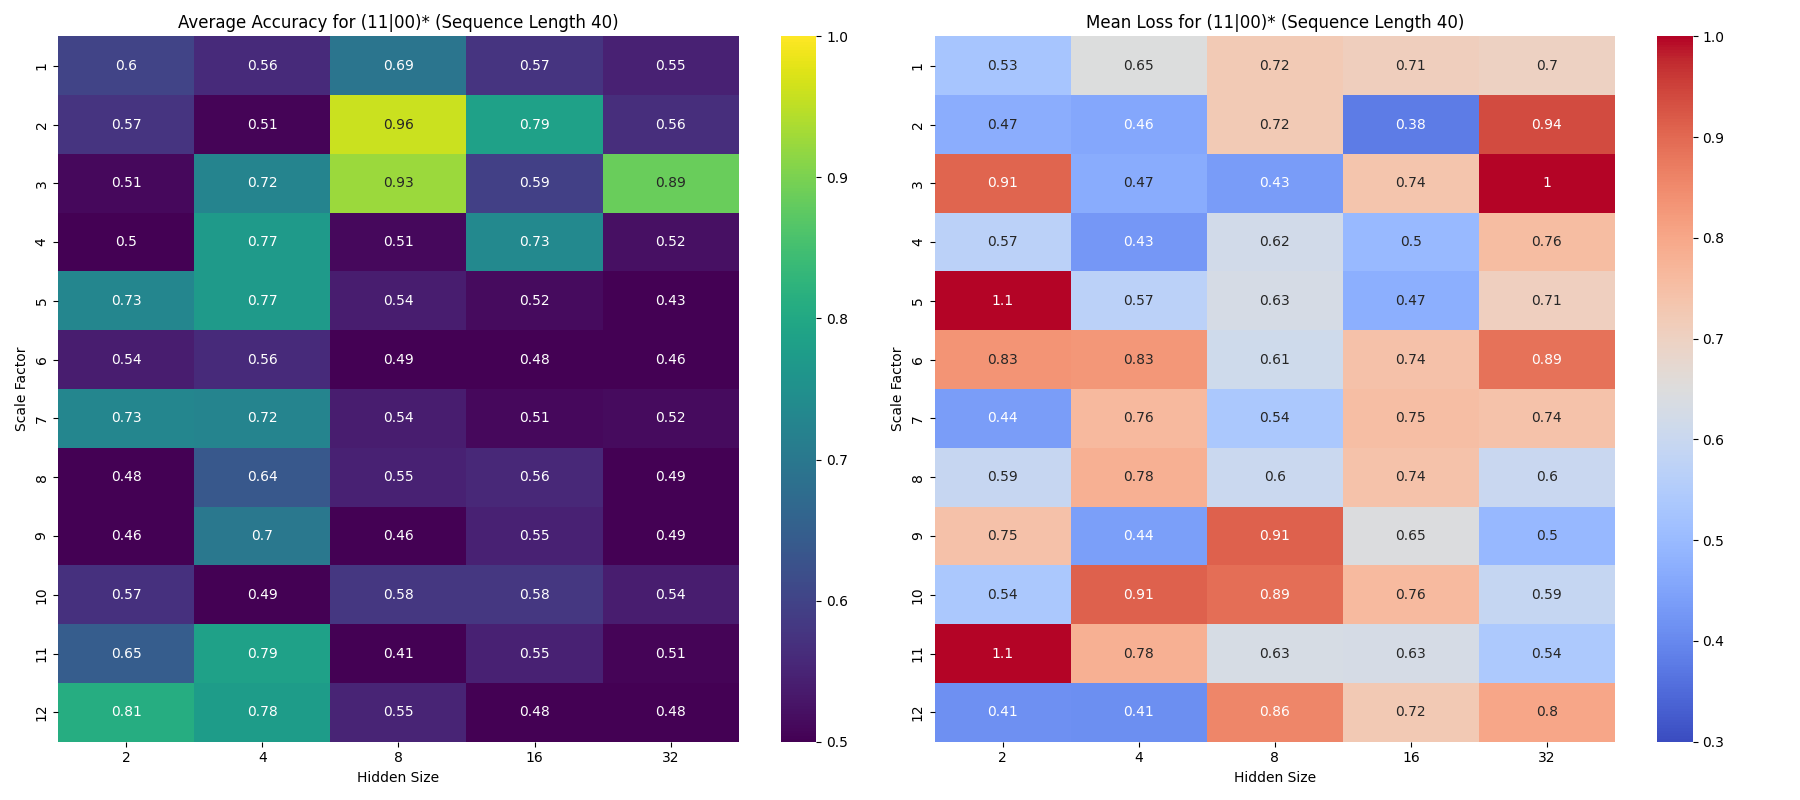 Average Accuracy for (11|00)* (Sequence Length 40)
Scale Factor
1 0.6 0.56 0.69 0.57 0.55
2 0.57 0.51 0.96 0.79 0.56
3 0.51 0.72 0.93 0.59 0.89
4 0.5 0.77 0.51 0.73 0.52
5 0.73 0.77 0.54 0.52 0.43
6 0.54 0.56 0.49 0.48 0.46
7 0.73 0.72 0.54 0.51 0.52
8 0.48 0.64 0.55 0.56 0.49
9 0.46 0.7 0.46 0.55 0.49
10 0.57 0.49 0.58 0.58 0.54
11 0.65 0.79 0.41 0.55 0.51
12 0.81 0.78 0.55 0.48 0.48
2 4 8 16 32
Hidden Size
1.0
0.9
0.8
0.7
0.6
0.5
Mean Loss for (11|00)* (Sequence Length 40)
Scale Factor
1 0.53 0.65 0.72 0.71 0.7
2 0.47 0.46 0.72 0.38 0.94
3 0.91 0.47 0.43 0.74 1
4 0.57 0.43 0.62 0.5 0.76
5 1.1 0.57 0.63 0.47 0.71
6 0.83 0.83 0.61 0.74 0.89
7 0.44 0.76 0.54 0.75 0.74
8 0.59 0.78 0.6 0.74 0.6
9 0.75 0.44 0.91 0.65 0.5
10 0.54 0.91 0.89 0.76 0.59
11 1.1 0.78 0.63 0.63 0.54
12 0.41 0.41 0.86 0.72 0.8
2 4 8 16 32
Hidden Size
1.0
0.9
0.8
0.7
0.6
0.5
0.4
0.3